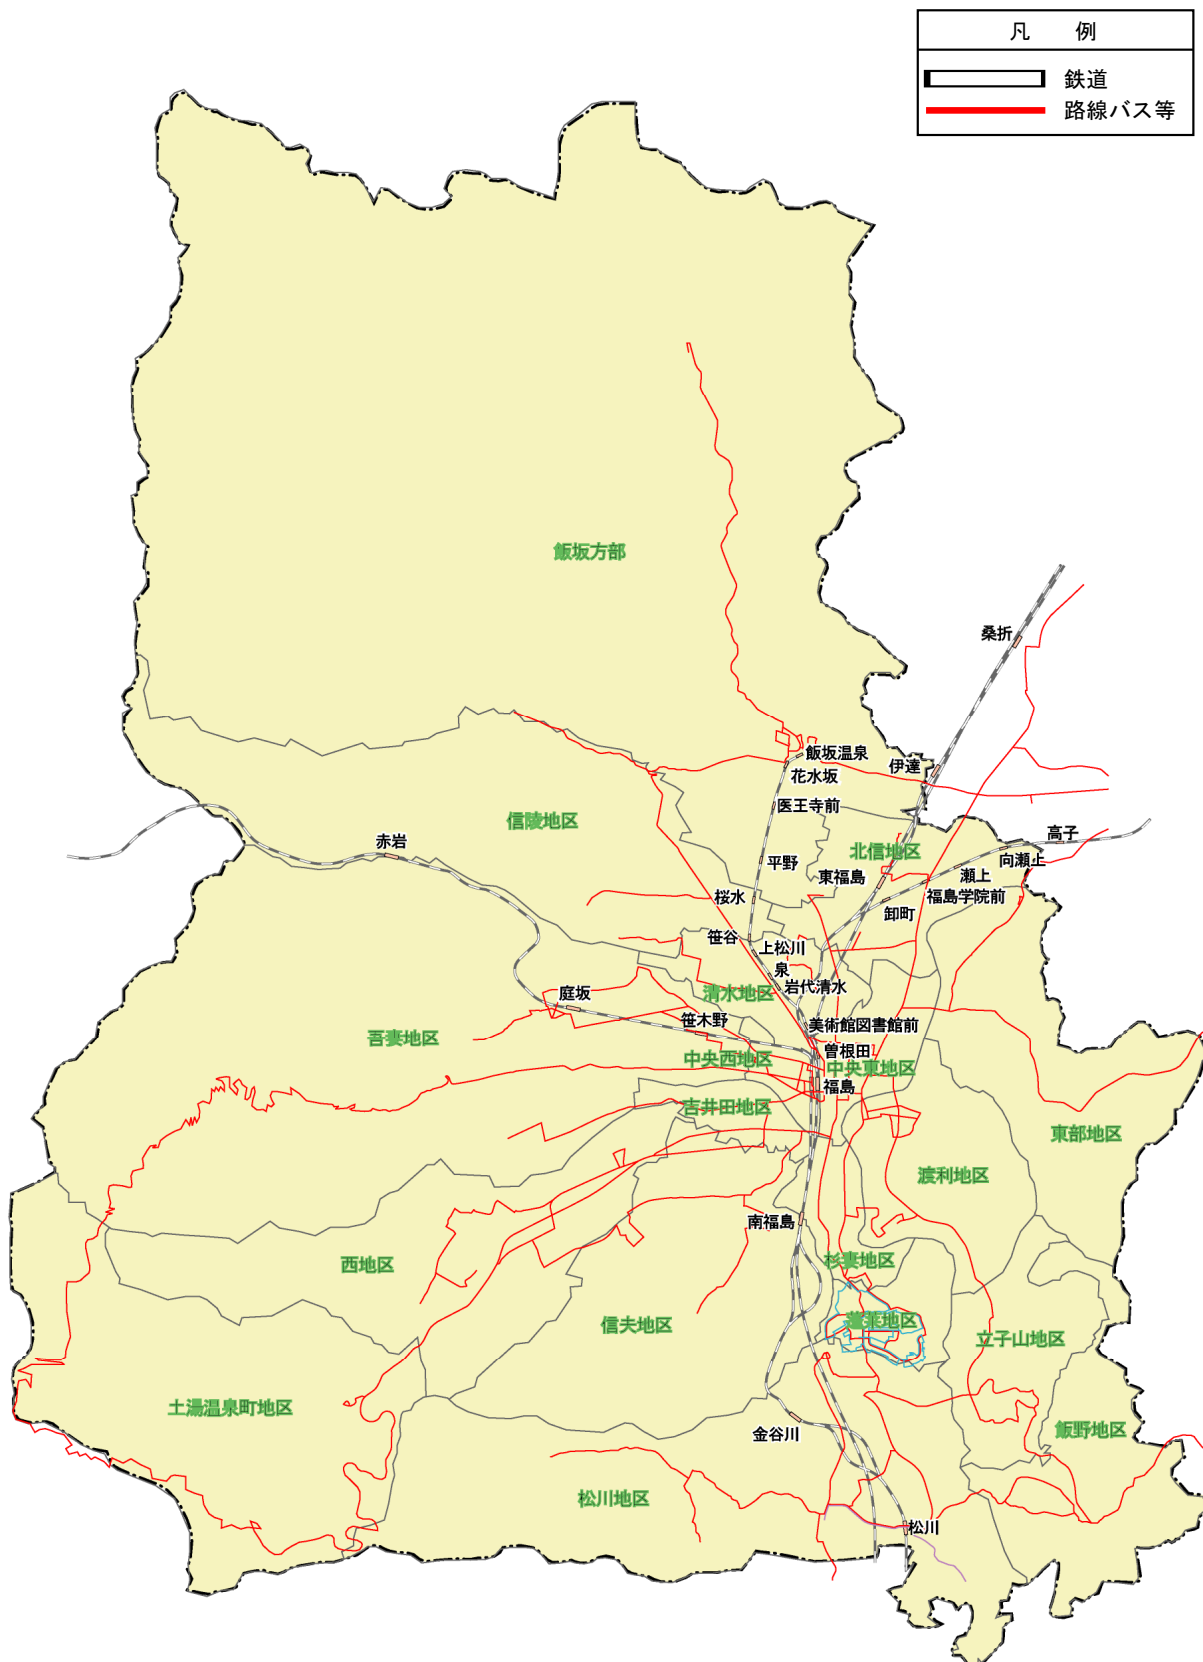 凡 例
鉄道
路線バス等
飯坂方部
桑折
飯坂温泉
伊達
花水坂
医王寺前
信陵地区
赤岩
高子
北信地区
向瀬上
平野
東福島
瀬上
福島学院前
桜水
卸町
笹谷
上松川
泉
岩代清水
庭坂
清水地区
笹木野
美術館図書館前
吾妻地区
曽根田
中央西地区
中央東地区
福島
吉井田地区
東部地区
渡利地区
南福島
杉妻地区
西地区
蓬莱地区
信夫地区
立子山地区
土湯温泉町地区
飯野地区
金谷川
松川地区
松川